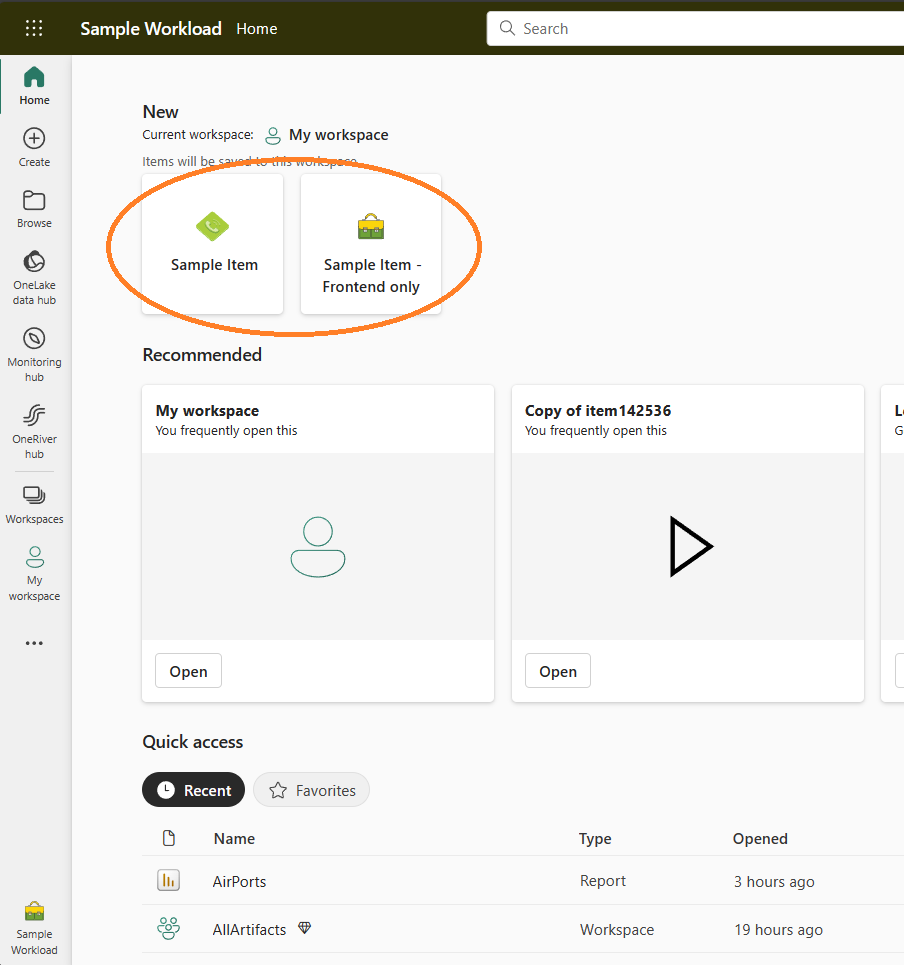 Sample Workload Home
Search
Home
Create
Browse
OneLake
data hub
Monitoring
hub
OneRiver
hub
Workspaces
My
workspace
Sample
Workload
New
Current workspace: My workspace
Items will be saved to this workspace.
Sample Item
Sample Item -
Frontend only
Recommended
My workspace
You frequently open this
Open
Copy of item142536
You frequently open this
Open
Quick access
Recent
Favorites
Name Type Opened
AirPorts Report 3 hours ago
AllArtifacts Workspace 19 hours ago